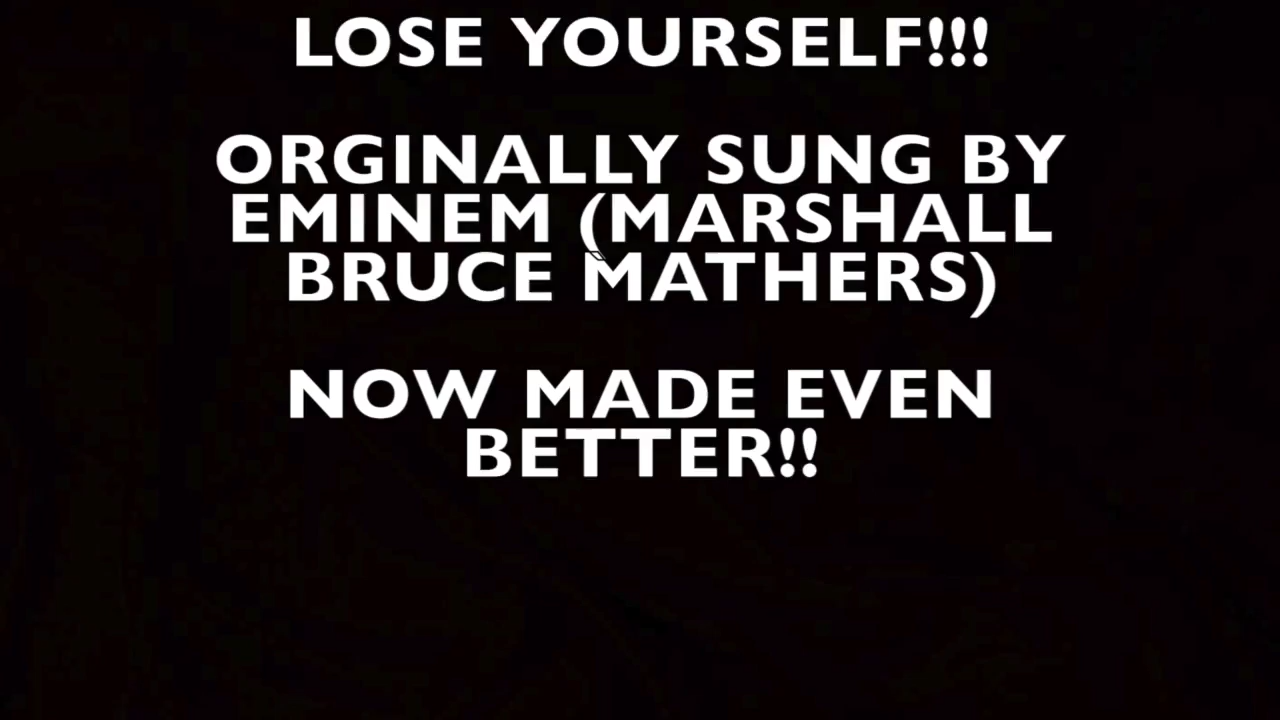 LOSE YOURSELF!!!
ORGINALLY SUNG BY
EMINEM (MARSHALL
BRUCE MATHERS)
NOW MADE EVEN
BETTER!!